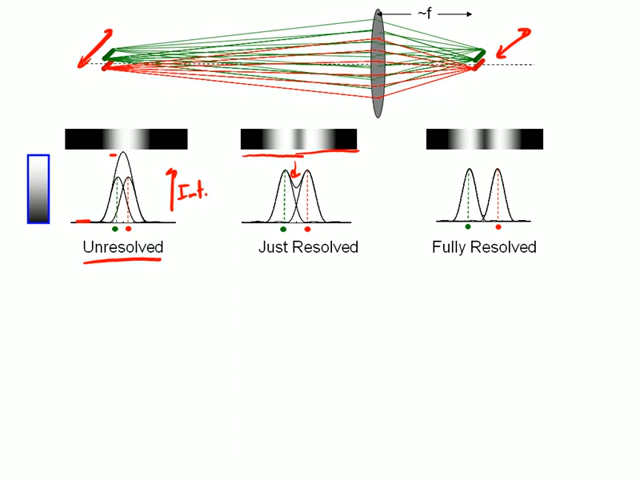 ~f
Int.
Unresolved
Just Resolved
Fully Resolved